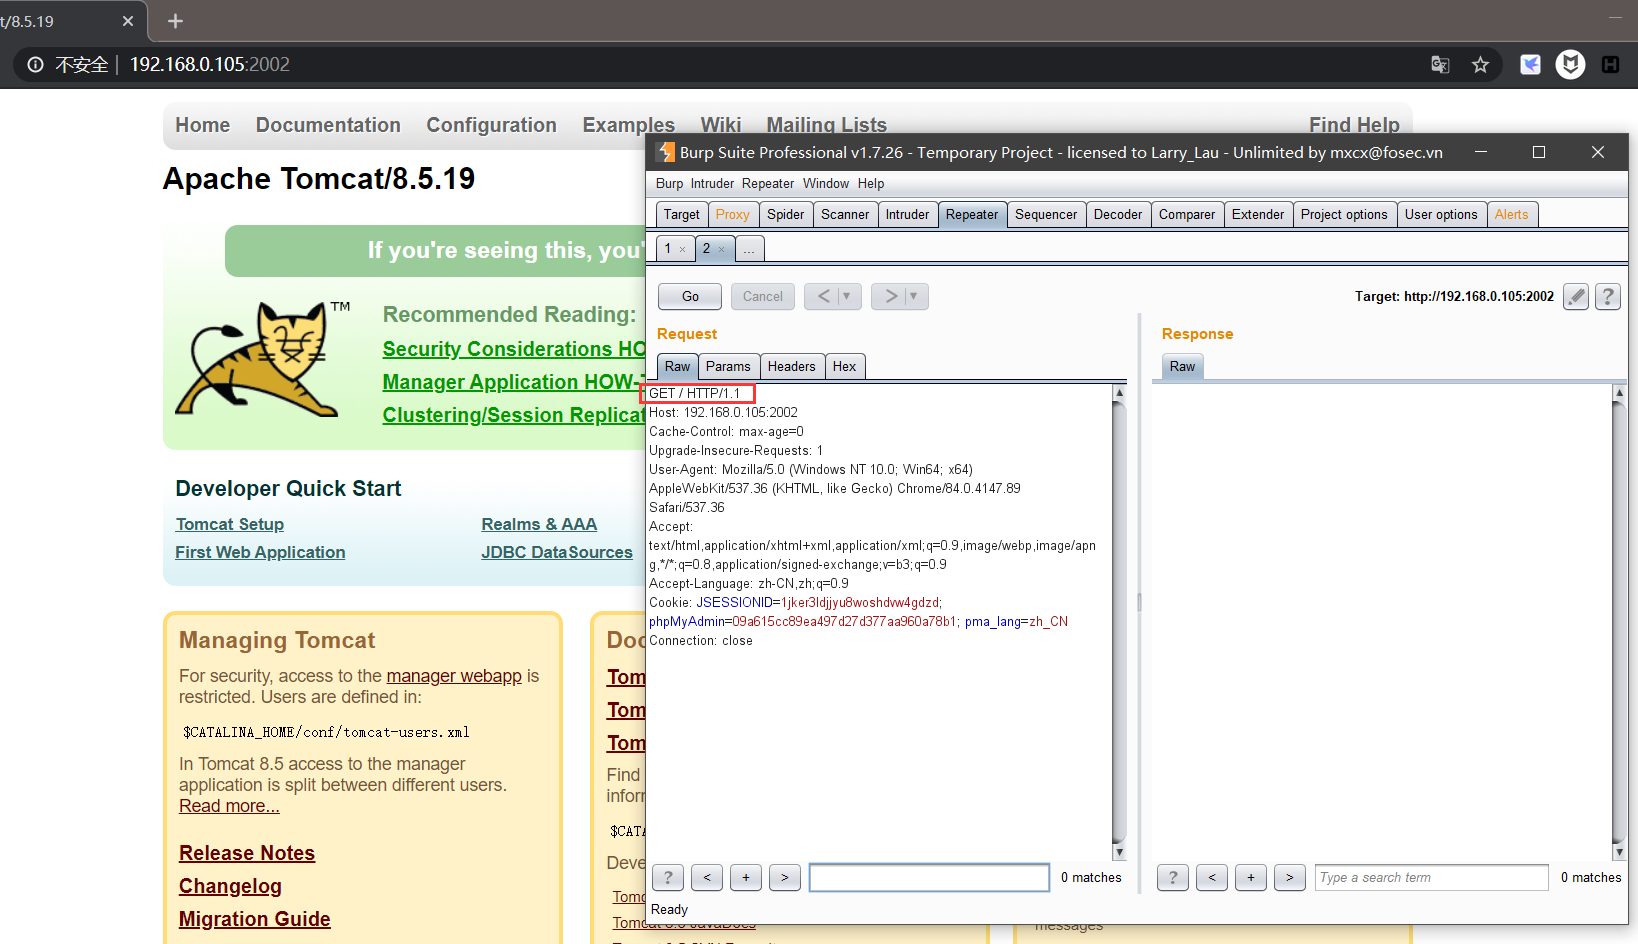 t/8.5.19
不安全 192.168.0.105:2002
Home Documentation Configuration Examples Wiki Mailing Lists Find Help
Apache Tomcat/8.5.19
If you're seeing this, you'
TM
Recommended Reading:
Security Considerations HO
Manager Application HOW-
Clustering/Session Replicat
Developer Quick Start
Tomcat Setup
Realms & AAA
First Web Application
JDBC DataSources
Managing Tomcat
For security, access to the manager webapp is
restricted. Users are defined in:
$CATALINA_HOME/conf/tomcat-users.xml
In Tomcat 8.5 access to the manager
application is split between different users.
Read more...
Release Notes
Changelog
Migration Guide
Doc
Tom
Tom
Tom
Find
infor
$CATA
Deve
Tomc
messages
Burp Suite Professional v1.7.26 - Temporary Project - licensed to Larry_Lau - Unlimited by mxcx@fosec.vn
Burp Intruder Repeater Window Help
Target Proxy Spider Scanner Intruder Repeater Sequencer Decoder Comparer Extender Project options User options Alerts
1 × 2 × ...
Go Cancel < ▼ > ▼ Target: http://192.168.0.105:2002 ?
Request
Raw Params Headers Hex
GET / HTTP/1.1
Host: 192.168.0.105:2002
Cache-Control: max-age=0
Upgrade-Insecure-Requests: 1
User-Agent: Mozilla/5.0 (Windows NT 10.0; Win64; x64)
AppleWebKit/537.36 (KHTML, like Gecko) Chrome/84.0.4147.89
Safari/537.36
Accept:
text/html,application/xhtml+xml,application/xml;q=0.9,image/webp,image/apn
g,*/*;q=0.8,application/signed-exchange;v=b3;q=0.9
Accept-Language: zh-CN,zh;q=0.9
Cookie: JSESSIONID=1jker3ldjjyu8woshdvw4gdzd;
phpMyAdmin=09a615cc89ea497d27d377aa960a78b1; pma_lang=zh_CN
Connection: close
? < + > 0 matches
Ready
Response
Raw
? < + > Type a search term 0 matches